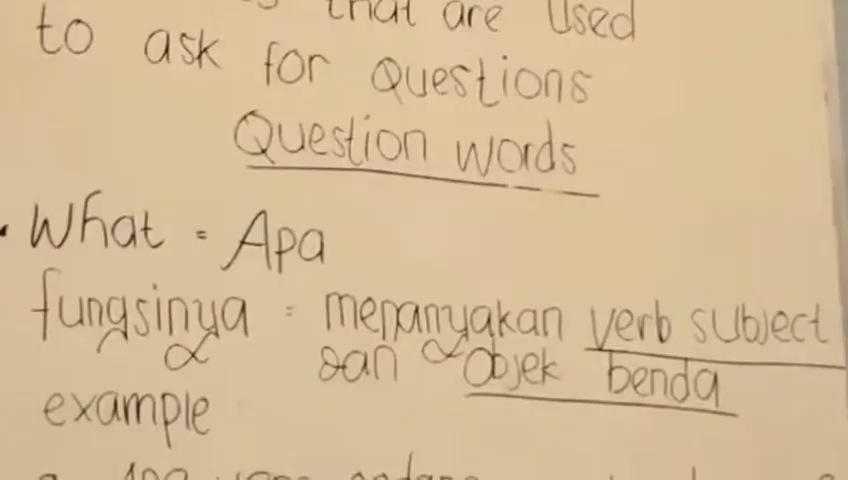 that are used
to ask for Questions
Question words
• What = Apa
fungsinya = menanyakan verb subject
dan objek benda
example